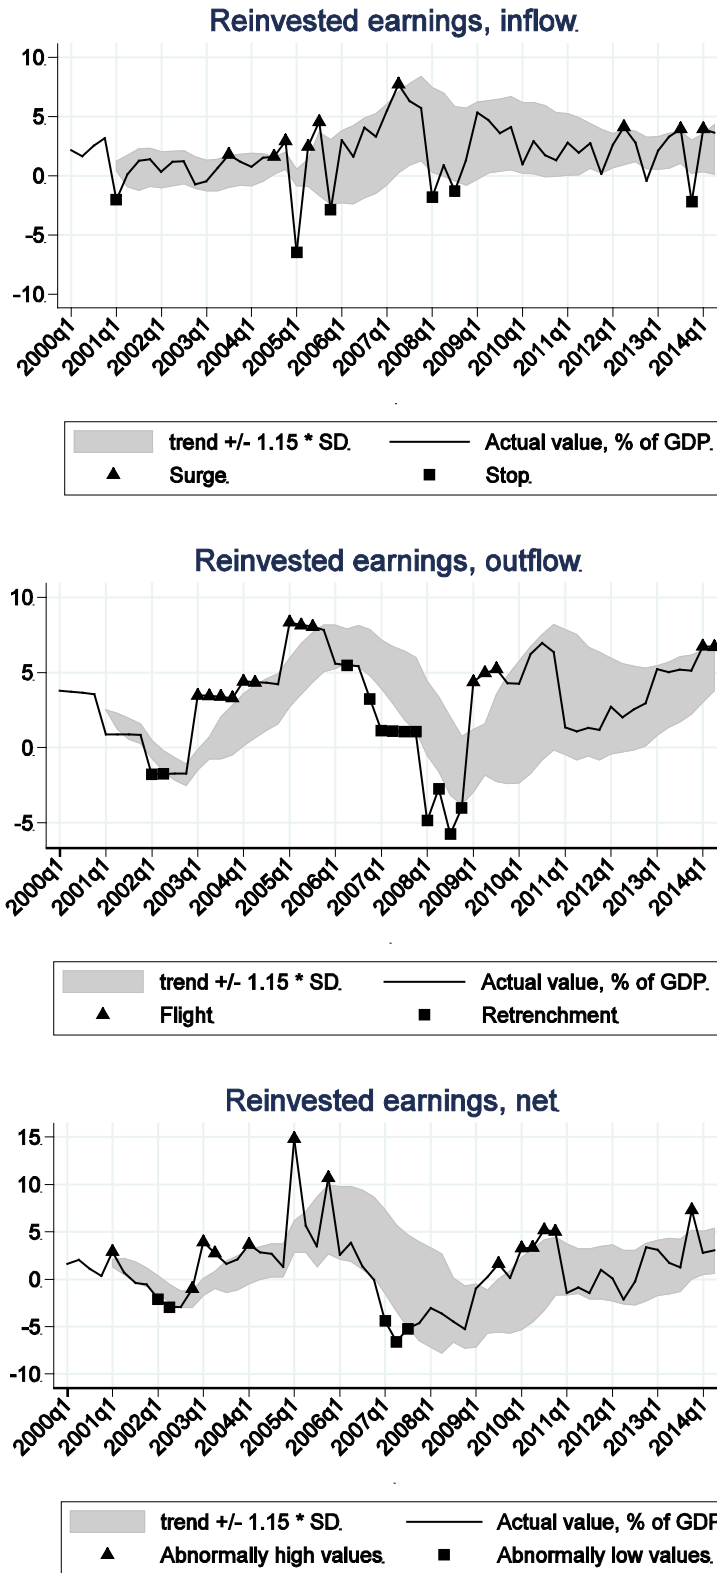 Reinvested earnings, inflow.
10
5
0
-5
-10
2000q1 2001q1 2002q1 2003q1 2004q1 2005q1 2006q1 2007q1 2008q1 2009q1 2010q1 2011q1 2012q1 2013q1 2014q1
trend +/- 1.15 * SD. Actual value, % of GDP.
Surge. Stop.
Reinvested earnings, outflow.
10
5
0
-5
2000q1 2001q1 2002q1 2003q1 2004q1 2005q1 2006q1 2007q1 2008q1 2009q1 2010q1 2011q1 2012q1 2013q1 2014q1
trend +/- 1.15 * SD. Actual value, % of GDP.
Flight. Retrenchment.
Reinvested earnings, net.
15
10
5
0
-5
-10
2000q1 2001q1 2002q1 2003q1 2004q1 2005q1 2006q1 2007q1 2008q1 2009q1 2010q1 2011q1 2012q1 2013q1 2014q1
trend +/- 1.15 * SD. Actual value, % of GDP
Abnormally high values. Abnormally low values.